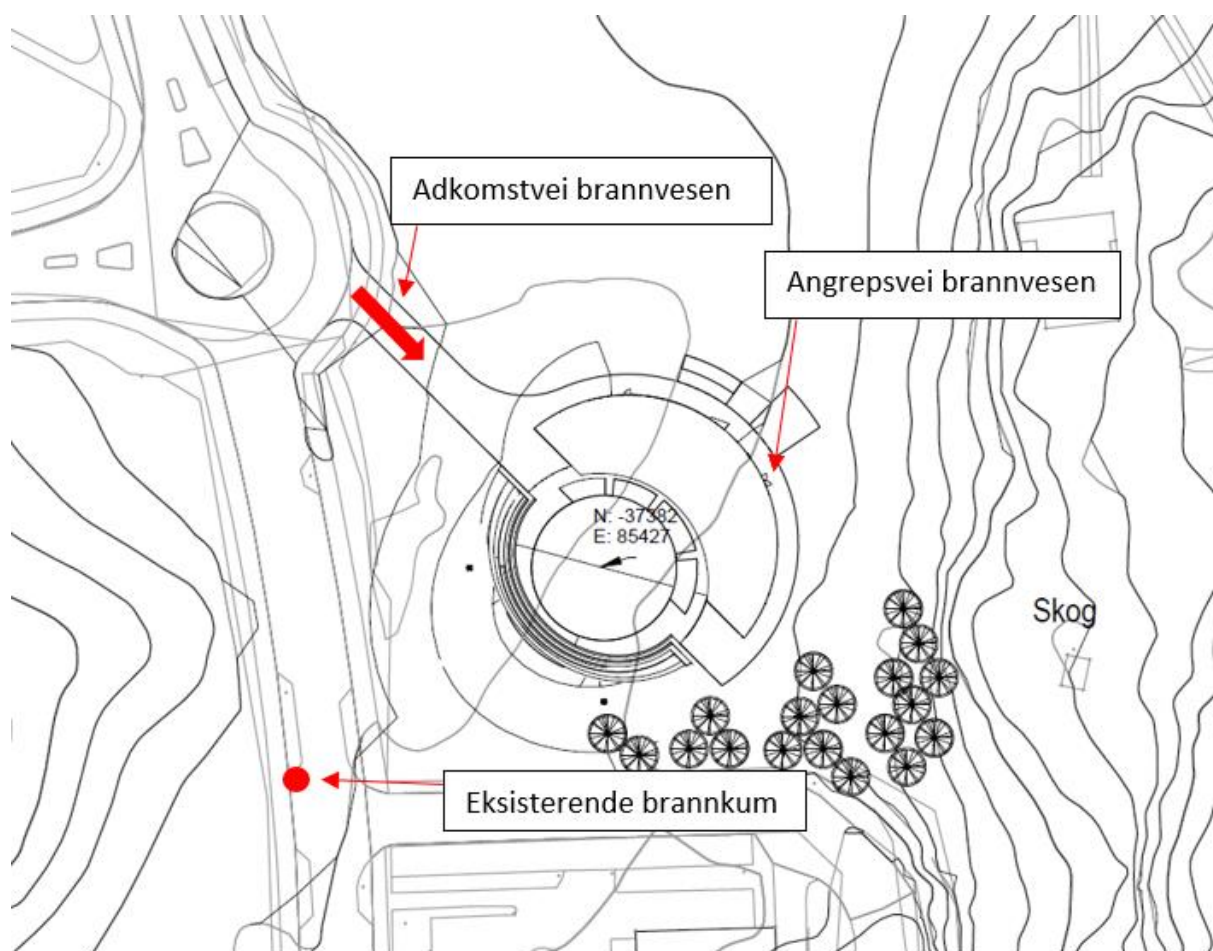 Adkomstvei brannvesen
Angrepsvei brannvesen
N: -37382
E: 85427
Skog
Eksisterende brannkum